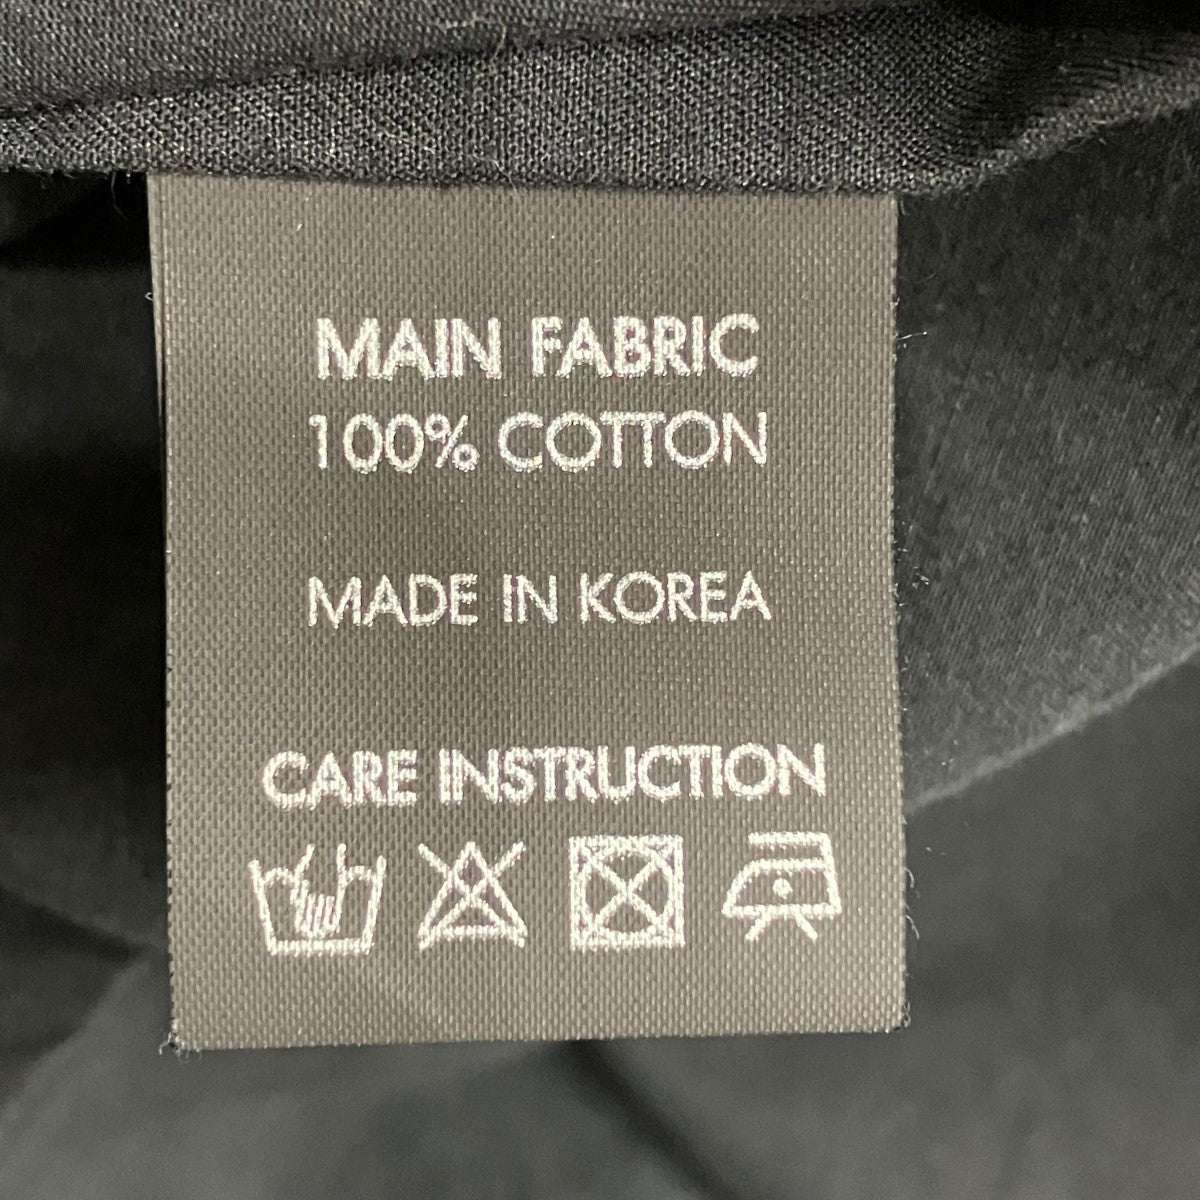 MAIN FABRIC
100% COTTON
MADE IN KOREA
CARE INSTRUCTION